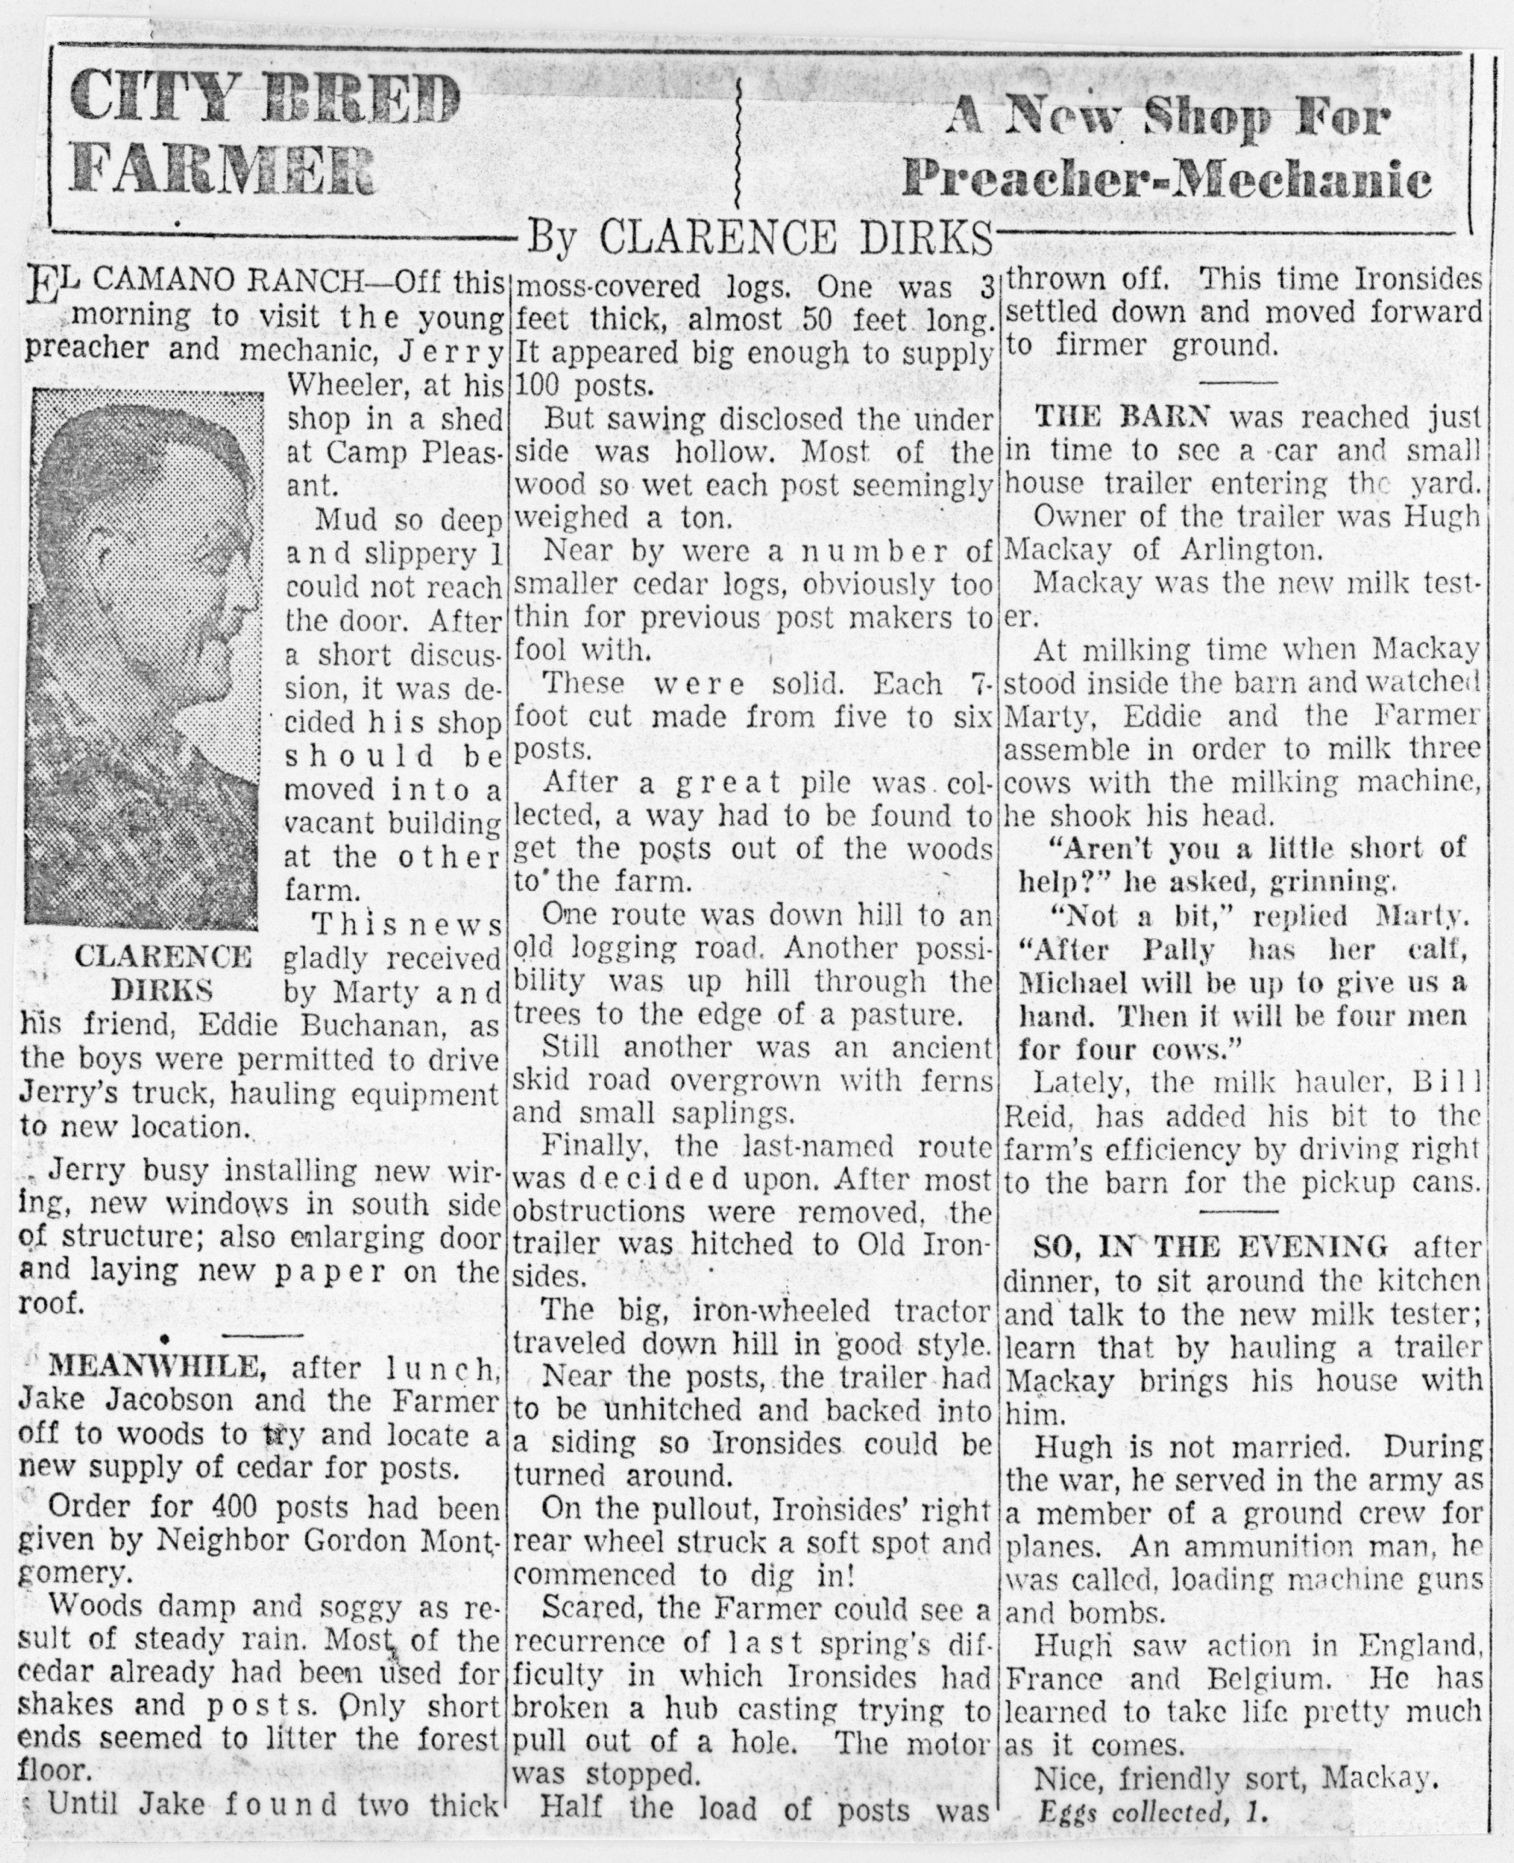 CITY BRED
FARMER
A New Shop For
Preacher-Mechanic
By CLARENCE DIRKS
EL CAMANO RANCH—Off this
morning to visit the young
preacher and mechanic, Jerry
Wheeler, at his
shop in a shed
at Camp Pleas-
ant.
Mud so deep
and slippery I
could not reach
the door. After
a short discus-
sion, it was de-
cided his shop
should be
moved into a
vacant building
at the other
farm.
This news
gladly received
by Marty and
CLARENCE
DIRKS
his friend, Eddie Buchanan, as
the boys were permitted to drive
Jerry's truck, hauling equipment
to new location.
Jerry busy installing new wir-
ing, new windows in south side
of structure; also enlarging door
and laying new paper on the
roof.
MEANWHILE, after lunch,
Jake Jacobson and the Farmer
off to woods to try and locate a
new supply of cedar for posts.
Order for 400 posts had been
given by Neighbor Gordon Mont-
gomery.
Woods damp and soggy as re-
sult of steady rain. Most of the
cedar already had been used for
shakes and posts. Only short
ends seemed to litter the forest
floor.
Until Jake found two thick
moss-covered logs. One was 3
feet thick, almost 50 feet long.
It appeared big enough to supply
100 posts.
But sawing disclosed the under
side was hollow. Most of the
wood so wet each post seemingly
weighed a ton.
Near by were a number of
smaller cedar logs, obviously too
thin for previous post makers to
fool with.
These were solid. Each 7-
foot cut made from five to six
posts.
After a great pile was col-
lected, a way had to be found to
get the posts out of the woods
to the farm.
One route was down hill to an
old logging road. Another possi-
bility was up hill through the
trees to the edge of a pasture.
Still another was an ancient
skid road overgrown with ferns
and small saplings.
Finally, the last-named route
was decided upon. After most
obstructions were removed, the
trailer was hitched to Old Iron-
sides.
The big, iron-wheeled tractor
traveled down hill in good style.
Near the posts, the trailer had
to be unhitched and backed into
a siding so Ironsides could be
turned around.
On the pullout, Ironsides' right
rear wheel struck a soft spot and
commenced to dig in!
Scared, the Farmer could see a
recurrence of last spring's dif-
ficulty in which Ironsides had
broken a hub casting trying to
pull out of a hole. The motor
was stopped.
Half the load of posts was
thrown off. This time Ironsides
settled down and moved forward
to firmer ground.
THE BARN was reached just
in time to see a car and small
house trailer entering the yard.
Owner of the trailer was Hugh
Mackay of Arlington.
Mackay was the new milk test-
er.
At milking time when Mackay
stood inside the barn and watched
Marty, Eddie and the Farmer
assemble in order to milk three
cows with the milking machine,
he shook his head.
"Aren't you a little short of
help?" he asked, grinning.
"Not a bit," replied Marty.
"After Pally has her calf,
Michael will be up to give us a
hand. Then it will be four men
for four cows."
Lately, the milk hauler, Bill
Reid, has added his bit to the
farm's efficiency by driving right
to the barn for the pickup cans.
SO, IN THE EVENING after
dinner, to sit around the kitchen
and talk to the new milk tester;
learn that by hauling a trailer
Mackay brings his house with
him.
Hugh is not married. During
the war, he served in the army as
a member of a ground crew for
planes. An ammunition man, he
was called, loading machine guns
and bombs.
Hugh saw action in England,
France and Belgium. He has
learned to take life pretty much
as it comes.
Nice, friendly sort, Mackay.
Eggs collected, 1.